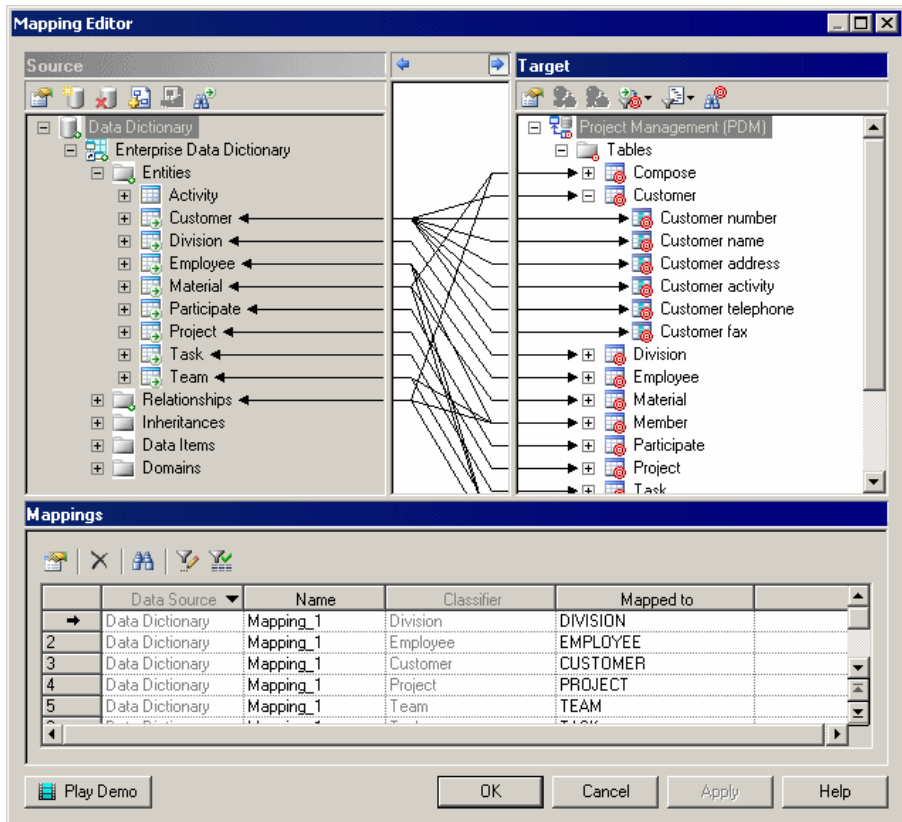 Mapping Editor
Source
Target
Data Dictionary
Enterprise Data Dictionary
Entities
Activity
Customer
Division
Employee
Material
Participate
Project
Task
Team
Relationships
Inheritances
Data Items
Domains
Project Management (PDM)
Tables
Compose
Customer
Customer number
Customer name
Customer address
Customer activity
Customer telephone
Customer fax
Division
Employee
Material
Member
Participate
Project
Task
Mappings
Data Source Name Classifier Mapped to
Data Dictionary Mapping_1 Division DIVISION
2 Data Dictionary Mapping_1 Employee EMPLOYEE
3 Data Dictionary Mapping_1 Customer CUSTOMER
4 Data Dictionary Mapping_1 Project PROJECT
5 Data Dictionary Mapping_1 Team TEAM
Play Demo OK Cancel Apply Help